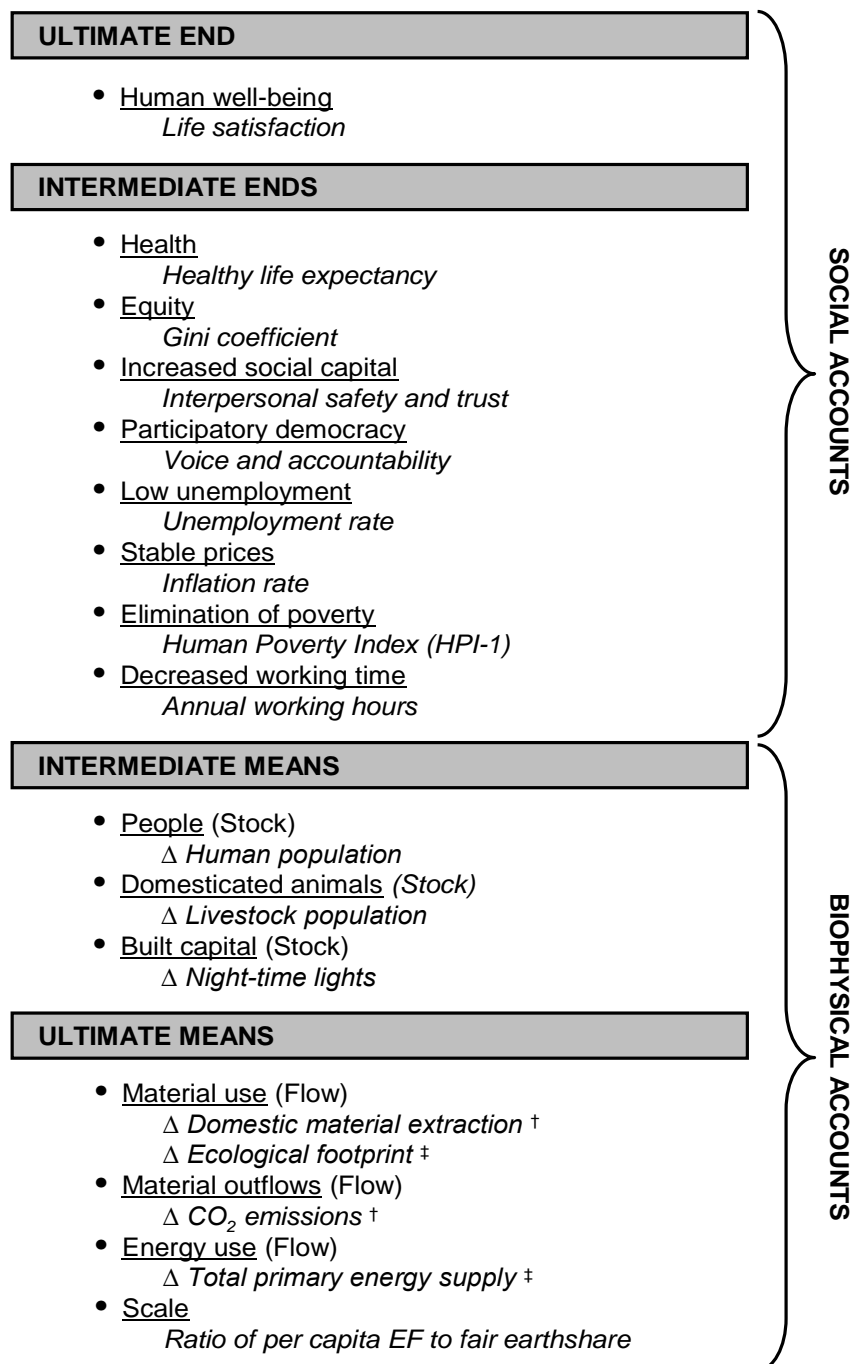 ULTIMATE END
• Human well-being
Life satisfaction
INTERMEDIATE ENDS
• Health
Healthy life expectancy
• Equity
Gini coefficient
• Increased social capital
Interpersonal safety and trust
• Participatory democracy
Voice and accountability
• Low unemployment
Unemployment rate
• Stable prices
Inflation rate
• Elimination of poverty
Human Poverty Index (HPI-1)
• Decreased working time
Annual working hours
SOCIAL ACCOUNTS
INTERMEDIATE MEANS
• People (Stock)
Δ Human population
• Domesticated animals (Stock)
Δ Livestock population
• Built capital (Stock)
Δ Night-time lights
ULTIMATE MEANS
• Material use (Flow)
Δ Domestic material extraction †
Δ Ecological footprint ‡
• Material outflows (Flow)
Δ CO₂ emissions †
• Energy use (Flow)
Δ Total primary energy supply ‡
• Scale
Ratio of per capita EF to fair earthshare
BIOPHYSICAL ACCOUNTS